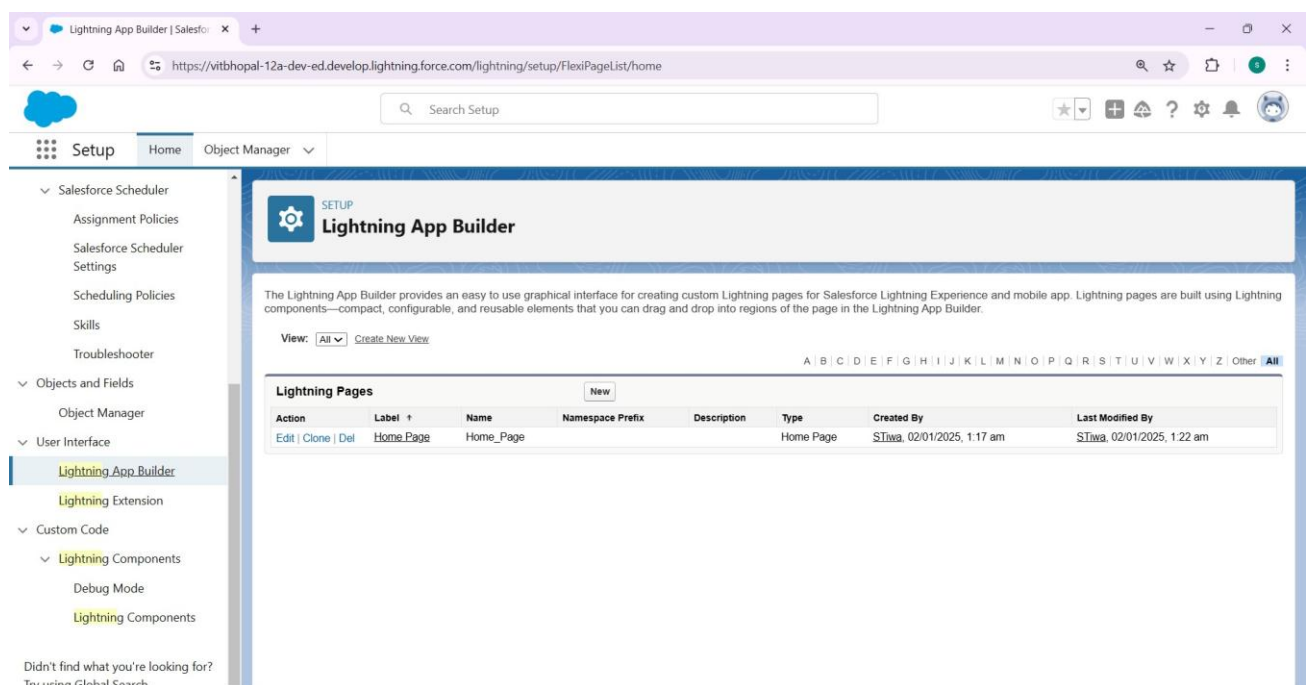 Lightning App Builder | Salesfo
https://vitbhopal-12a-dev-ed.develop.lightning.force.com/lightning/setup/FlexiPageList/home
S
Search Setup
Setup
Home
Object Manager
Salesforce Scheduler
Assignment Policies
Salesforce Scheduler
Settings
Scheduling Policies
Skills
Troubleshooter
Objects and Fields
Object Manager
User Interface
Lightning App Builder
Lightning Extension
Custom Code
Lightning Components
Debug Mode
Lightning Components
Didn't find what you're looking for?
Try using Global Search
SETUP
Lightning App Builder
The Lightning App Builder provides an easy to use graphical interface for creating custom Lightning pages for Salesforce Lightning Experience and mobile app. Lightning pages are built using Lightning
components—compact, configurable, and reusable elements that you can drag and drop into regions of the page in the Lightning App Builder.
View: All Create New View
A | B | C | D | E | F | G | H | I | J | K | L | M | N | O | P | Q | R | S | T | U | V | W | X | Y | Z | Other | All
Lightning Pages New
Action Label ↑ Name Namespace Prefix Description Type Created By Last Modified By
Edit | Clone | Del Home Page Home_Page Home Page STiwa, 02/01/2025, 1:17 am STiwa, 02/01/2025, 1:22 am